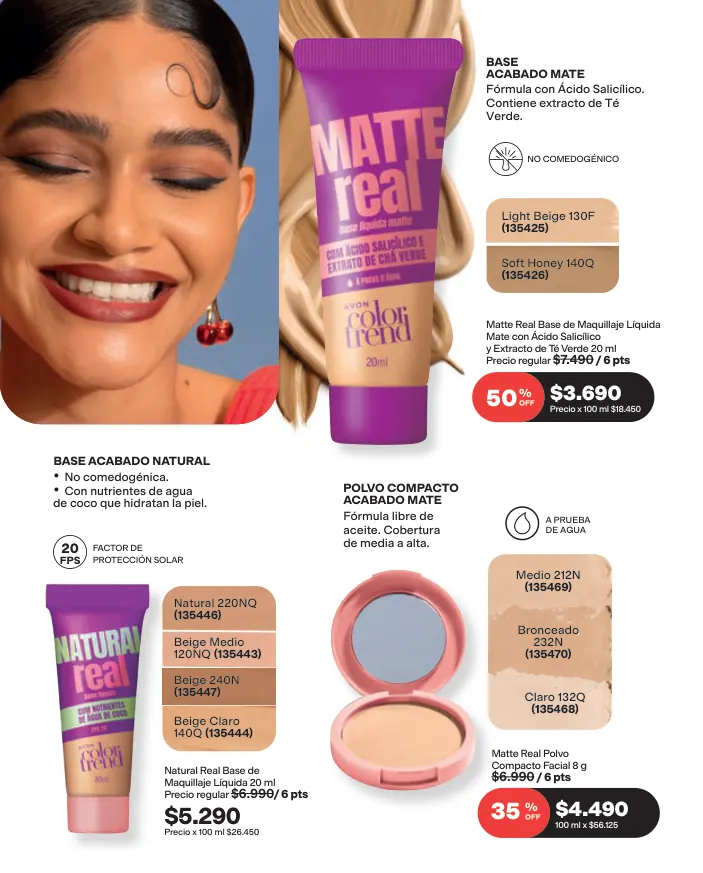 BASE
ACABADO MATE
Fórmula con Ácido Salicílico.
Contiene extracto de Té
Verde.
NO COMEDOGÉNICO
MATTE
real
base líquida matte
COM ÁCIDO SALICÍLICO E
EXTRATO DE CHÁ VERDE
AVON
color
trend
20ml
Light Beige 130F
(135425)
Soft Honey 140Q
(135426)
Matte Real Base de Maquillaje Líquida
Mate con Ácido Salicílico
y Extracto de Té Verde 20 ml
Precio regular $7.490 / 6 pts
50% OFF
$3.690
Precio x 100 ml $18.450
BASE ACABADO NATURAL
• No comedogénica.
• Con nutrientes de agua
de coco que hidratan la piel.
20
FPS
FACTOR DE
PROTECCIÓN SOLAR
NATURAL
real
base líquida
COM NUTRIENTES
DE ÁGUA DE COCO
AVON
color
trend
20ml
Natural 220NQ
(135446)
Beige Medio
120NQ (135443)
Beige 240N
(135447)
Beige Claro
140Q (135444)
Natural Real Base de
Maquillaje Líquida 20 ml
Precio regular $6.990/ 6 pts
$5.290
Precio x 100 ml $26.450
POLVO COMPACTO
ACABADO MATE
Fórmula libre de
aceite. Cobertura
de media a alta.
A PRUEBA
DE AGUA
Medio 212N
(135469)
Bronceado
232N
(135470)
Claro 132Q
(135468)
Matte Real Polvo
Compacto Facial 8 g
$6.990 / 6 pts
35% OFF
$4.490
100 ml x $56.125